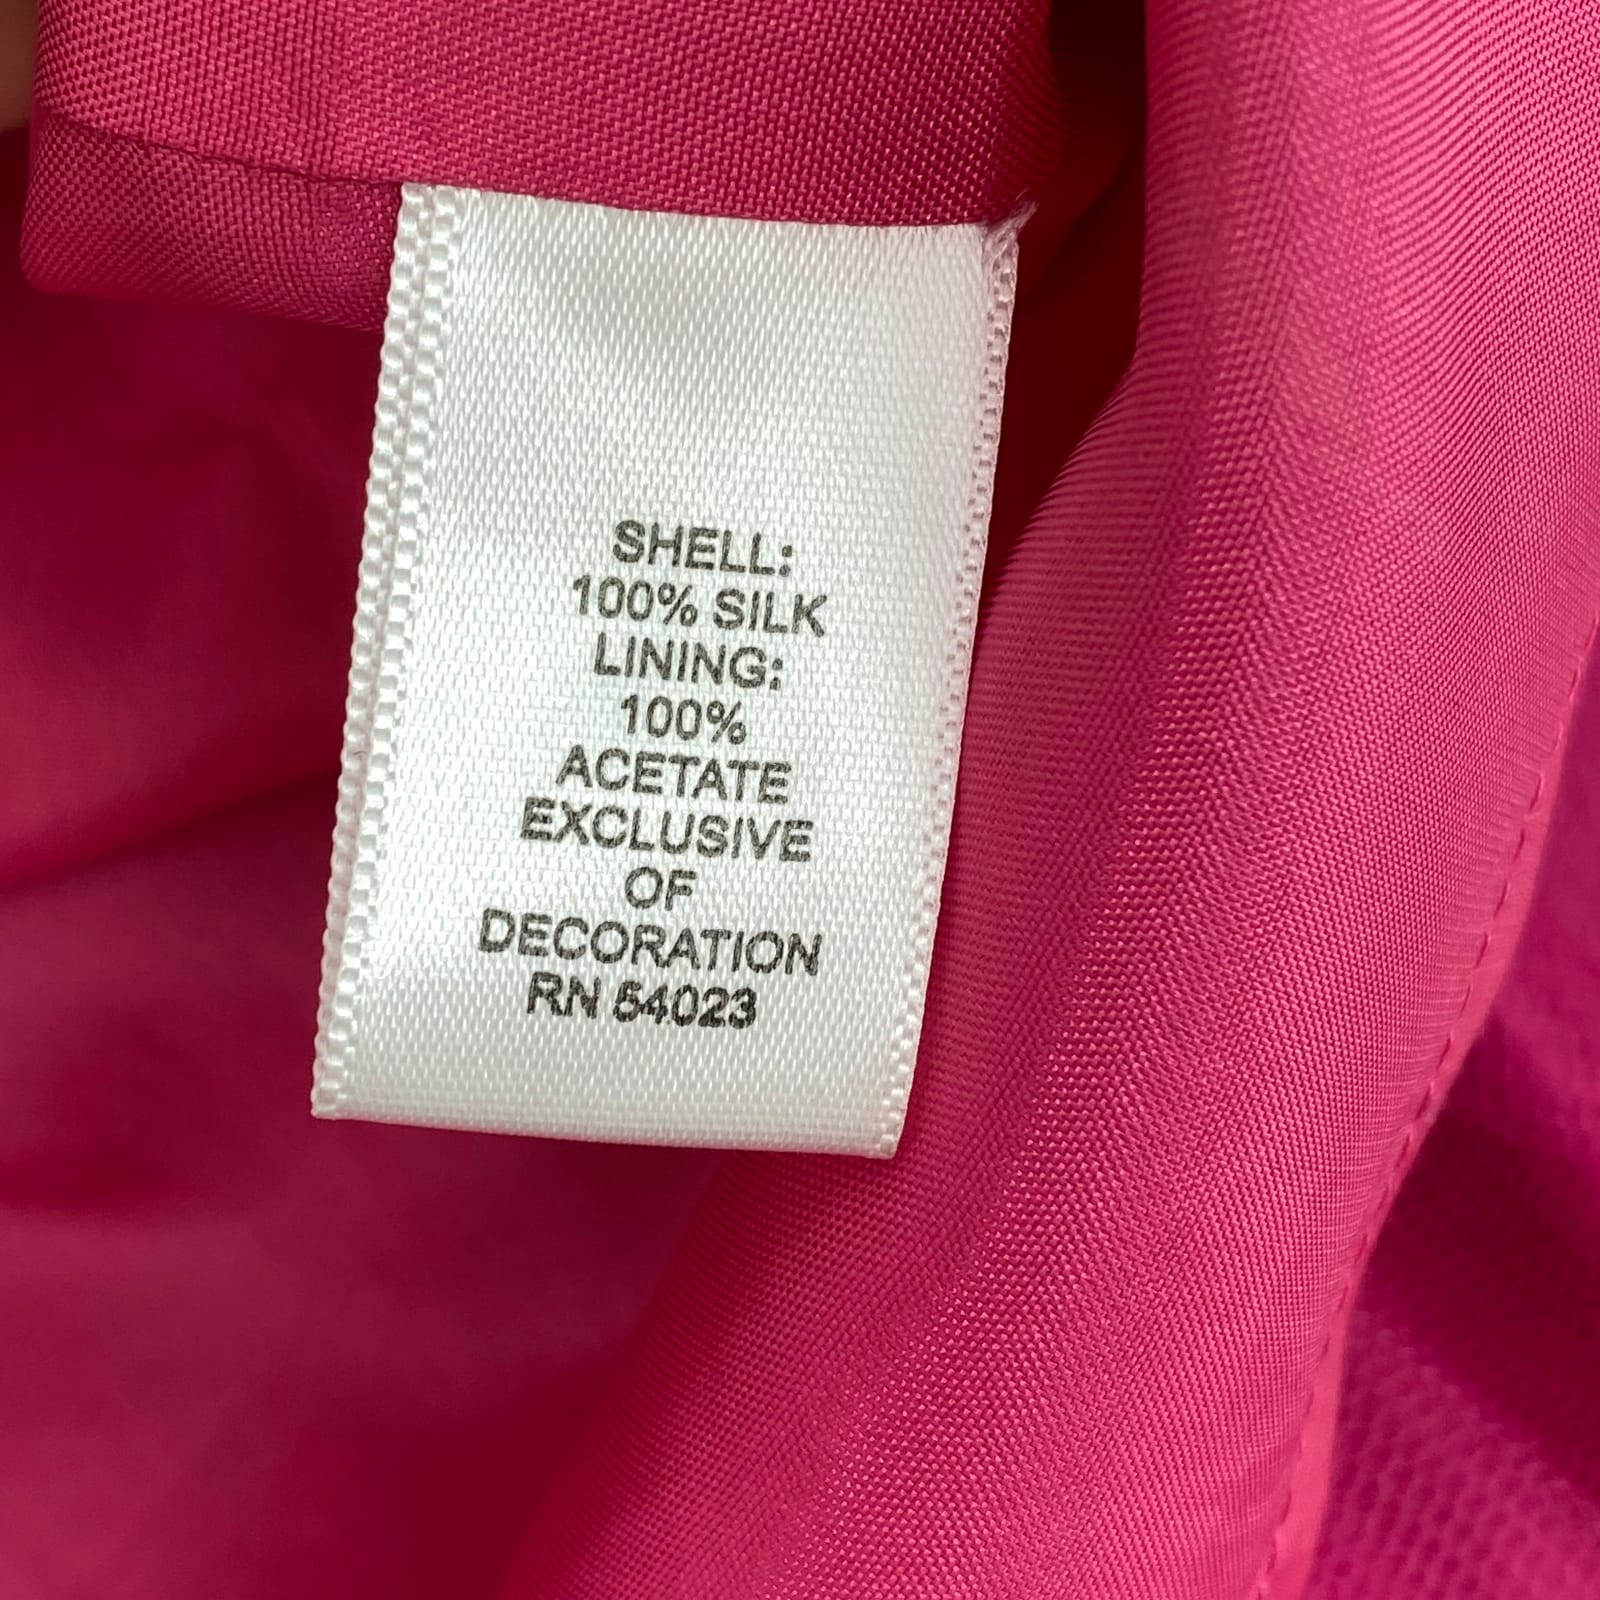 SHELL:
100% SILK
LINING:
100%
ACETATE
EXCLUSIVE
OF
DECORATION
RN 54023